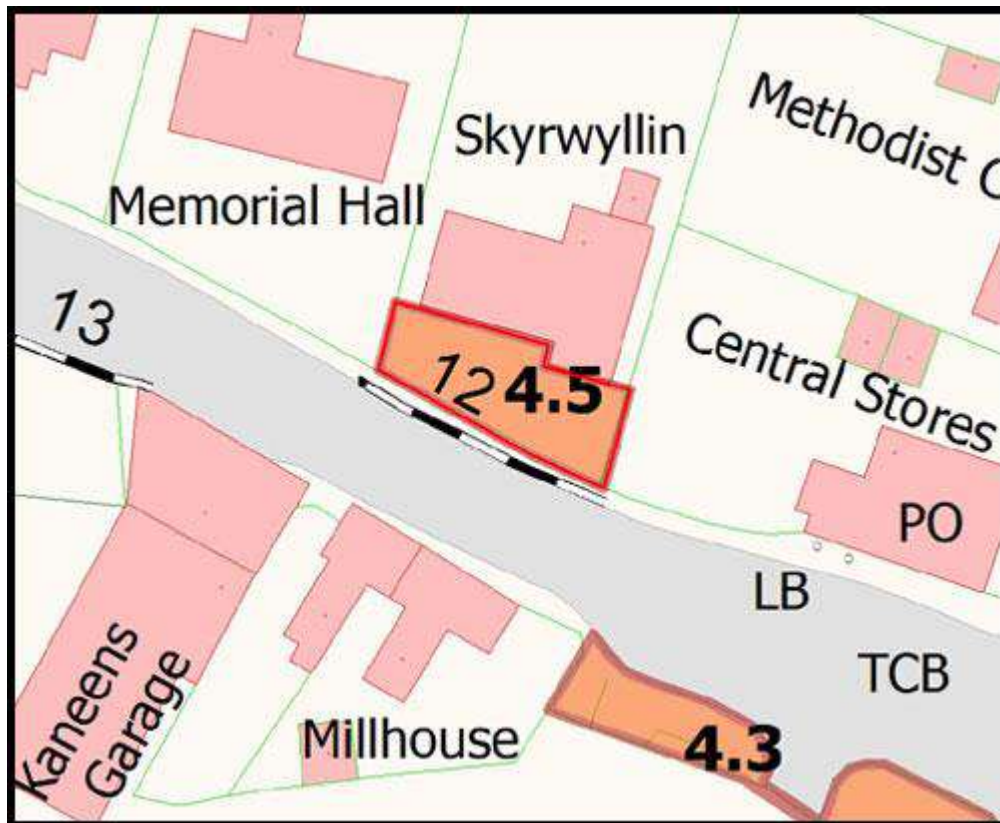 Methodist C
Skyrwyllin
Memorial Hall
13
12
4.5
Central Stores
PO
LB
TCB
Kaneens
Garage
Millhouse
4.3